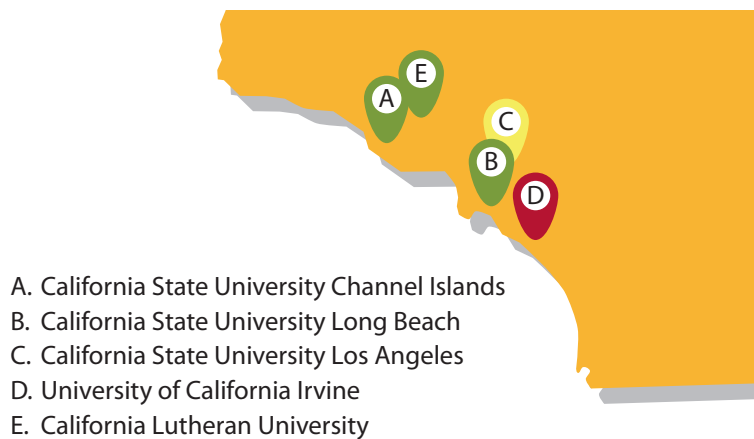 E
A
C
B
D
A. California State University Channel Islands
B. California State University Long Beach
C. California State University Los Angeles
D. University of California Irvine
E. California Lutheran University